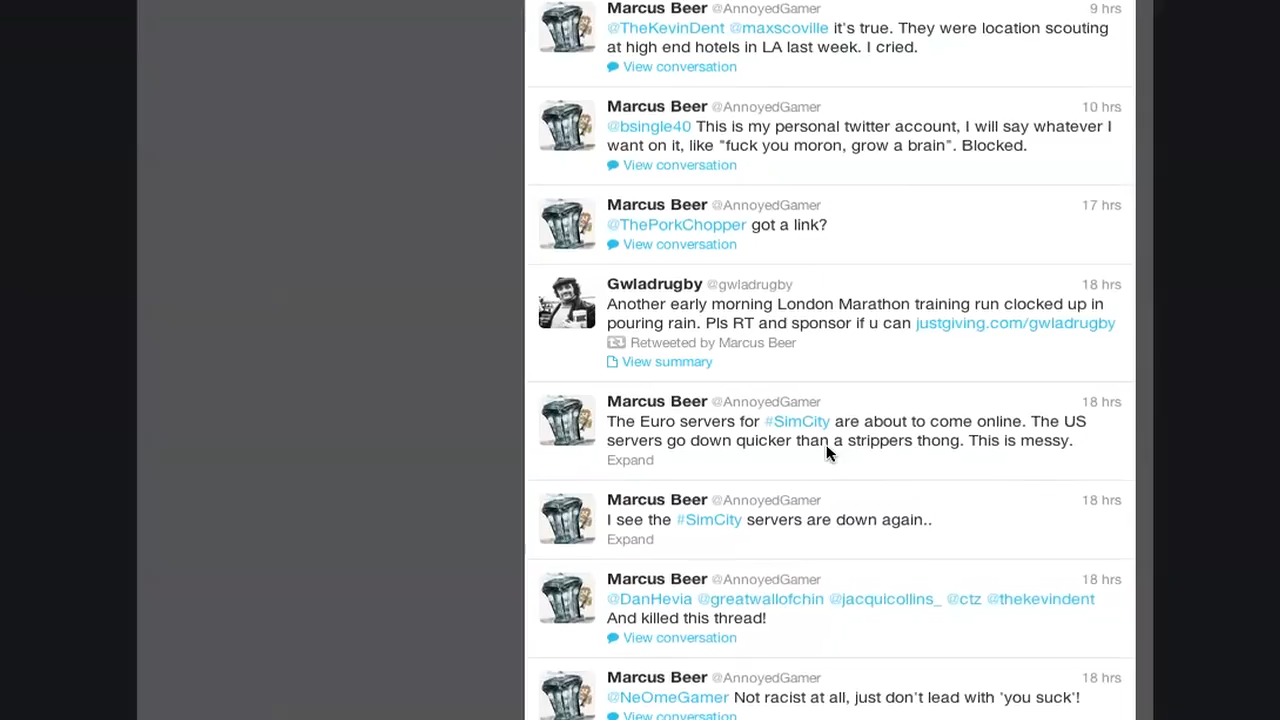 Marcus Beer @AnnoyedGamer 9 hrs
@TheKevinDent @maxscoville it's true. They were location scouting
at high end hotels in LA last week. I cried.
View conversation
Marcus Beer @AnnoyedGamer 10 hrs
@bsingle40 This is my personal twitter account, I will say whatever I
want on it, like "fuck you moron, grow a brain". Blocked.
View conversation
Marcus Beer @AnnoyedGamer 17 hrs
@ThePorkChopper got a link?
View conversation
Gwladrugby @gwladrugby 18 hrs
Another early morning London Marathon training run clocked up in
pouring rain. Pls RT and sponsor if u can justgiving.com/gwladrugby
Retweeted by Marcus Beer
View summary
Marcus Beer @AnnoyedGamer 18 hrs
The Euro servers for #SimCity are about to come online. The US
servers go down quicker than a strippers thong. This is messy.
Expand
Marcus Beer @AnnoyedGamer 18 hrs
I see the #SimCity servers are down again..
Expand
Marcus Beer @AnnoyedGamer 18 hrs
@DanHevia @greatwallofchin @jacquicollins_ @ctz @thekevindent
And killed this thread!
View conversation
Marcus Beer @AnnoyedGamer 18 hrs
@NeOmeGamer Not racist at all, just don't lead with 'you suck'!
View conversation